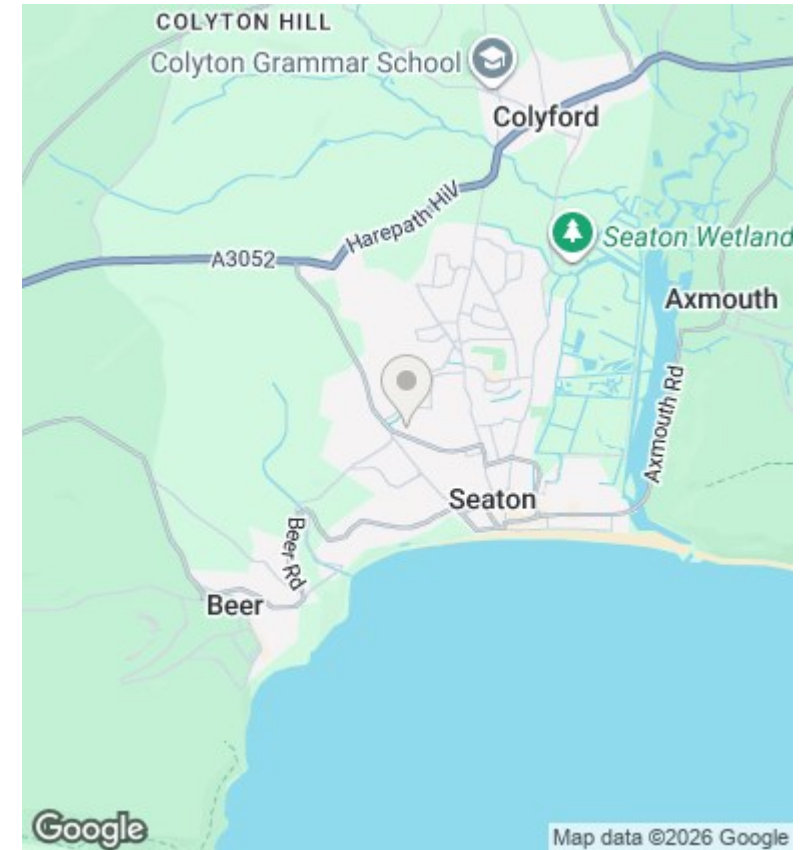 COLYTON HILL
Colyton Grammar School
Colyford
Harepath Hill
A3052
Seaton Wetland
Axmouth
Axmouth Rd
Seaton
Beer Rd
Beer
Google
Map data ©2026 Google